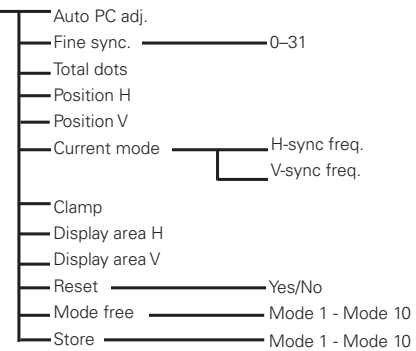 Auto PC adj.
Fine sync. 0–31
Total dots
Position H
Position V
Current mode H-sync freq.
V-sync freq.
Clamp
Display area H
Display area V
Reset Yes/No
Mode free Mode 1 - Mode 10
Store Mode 1 - Mode 10